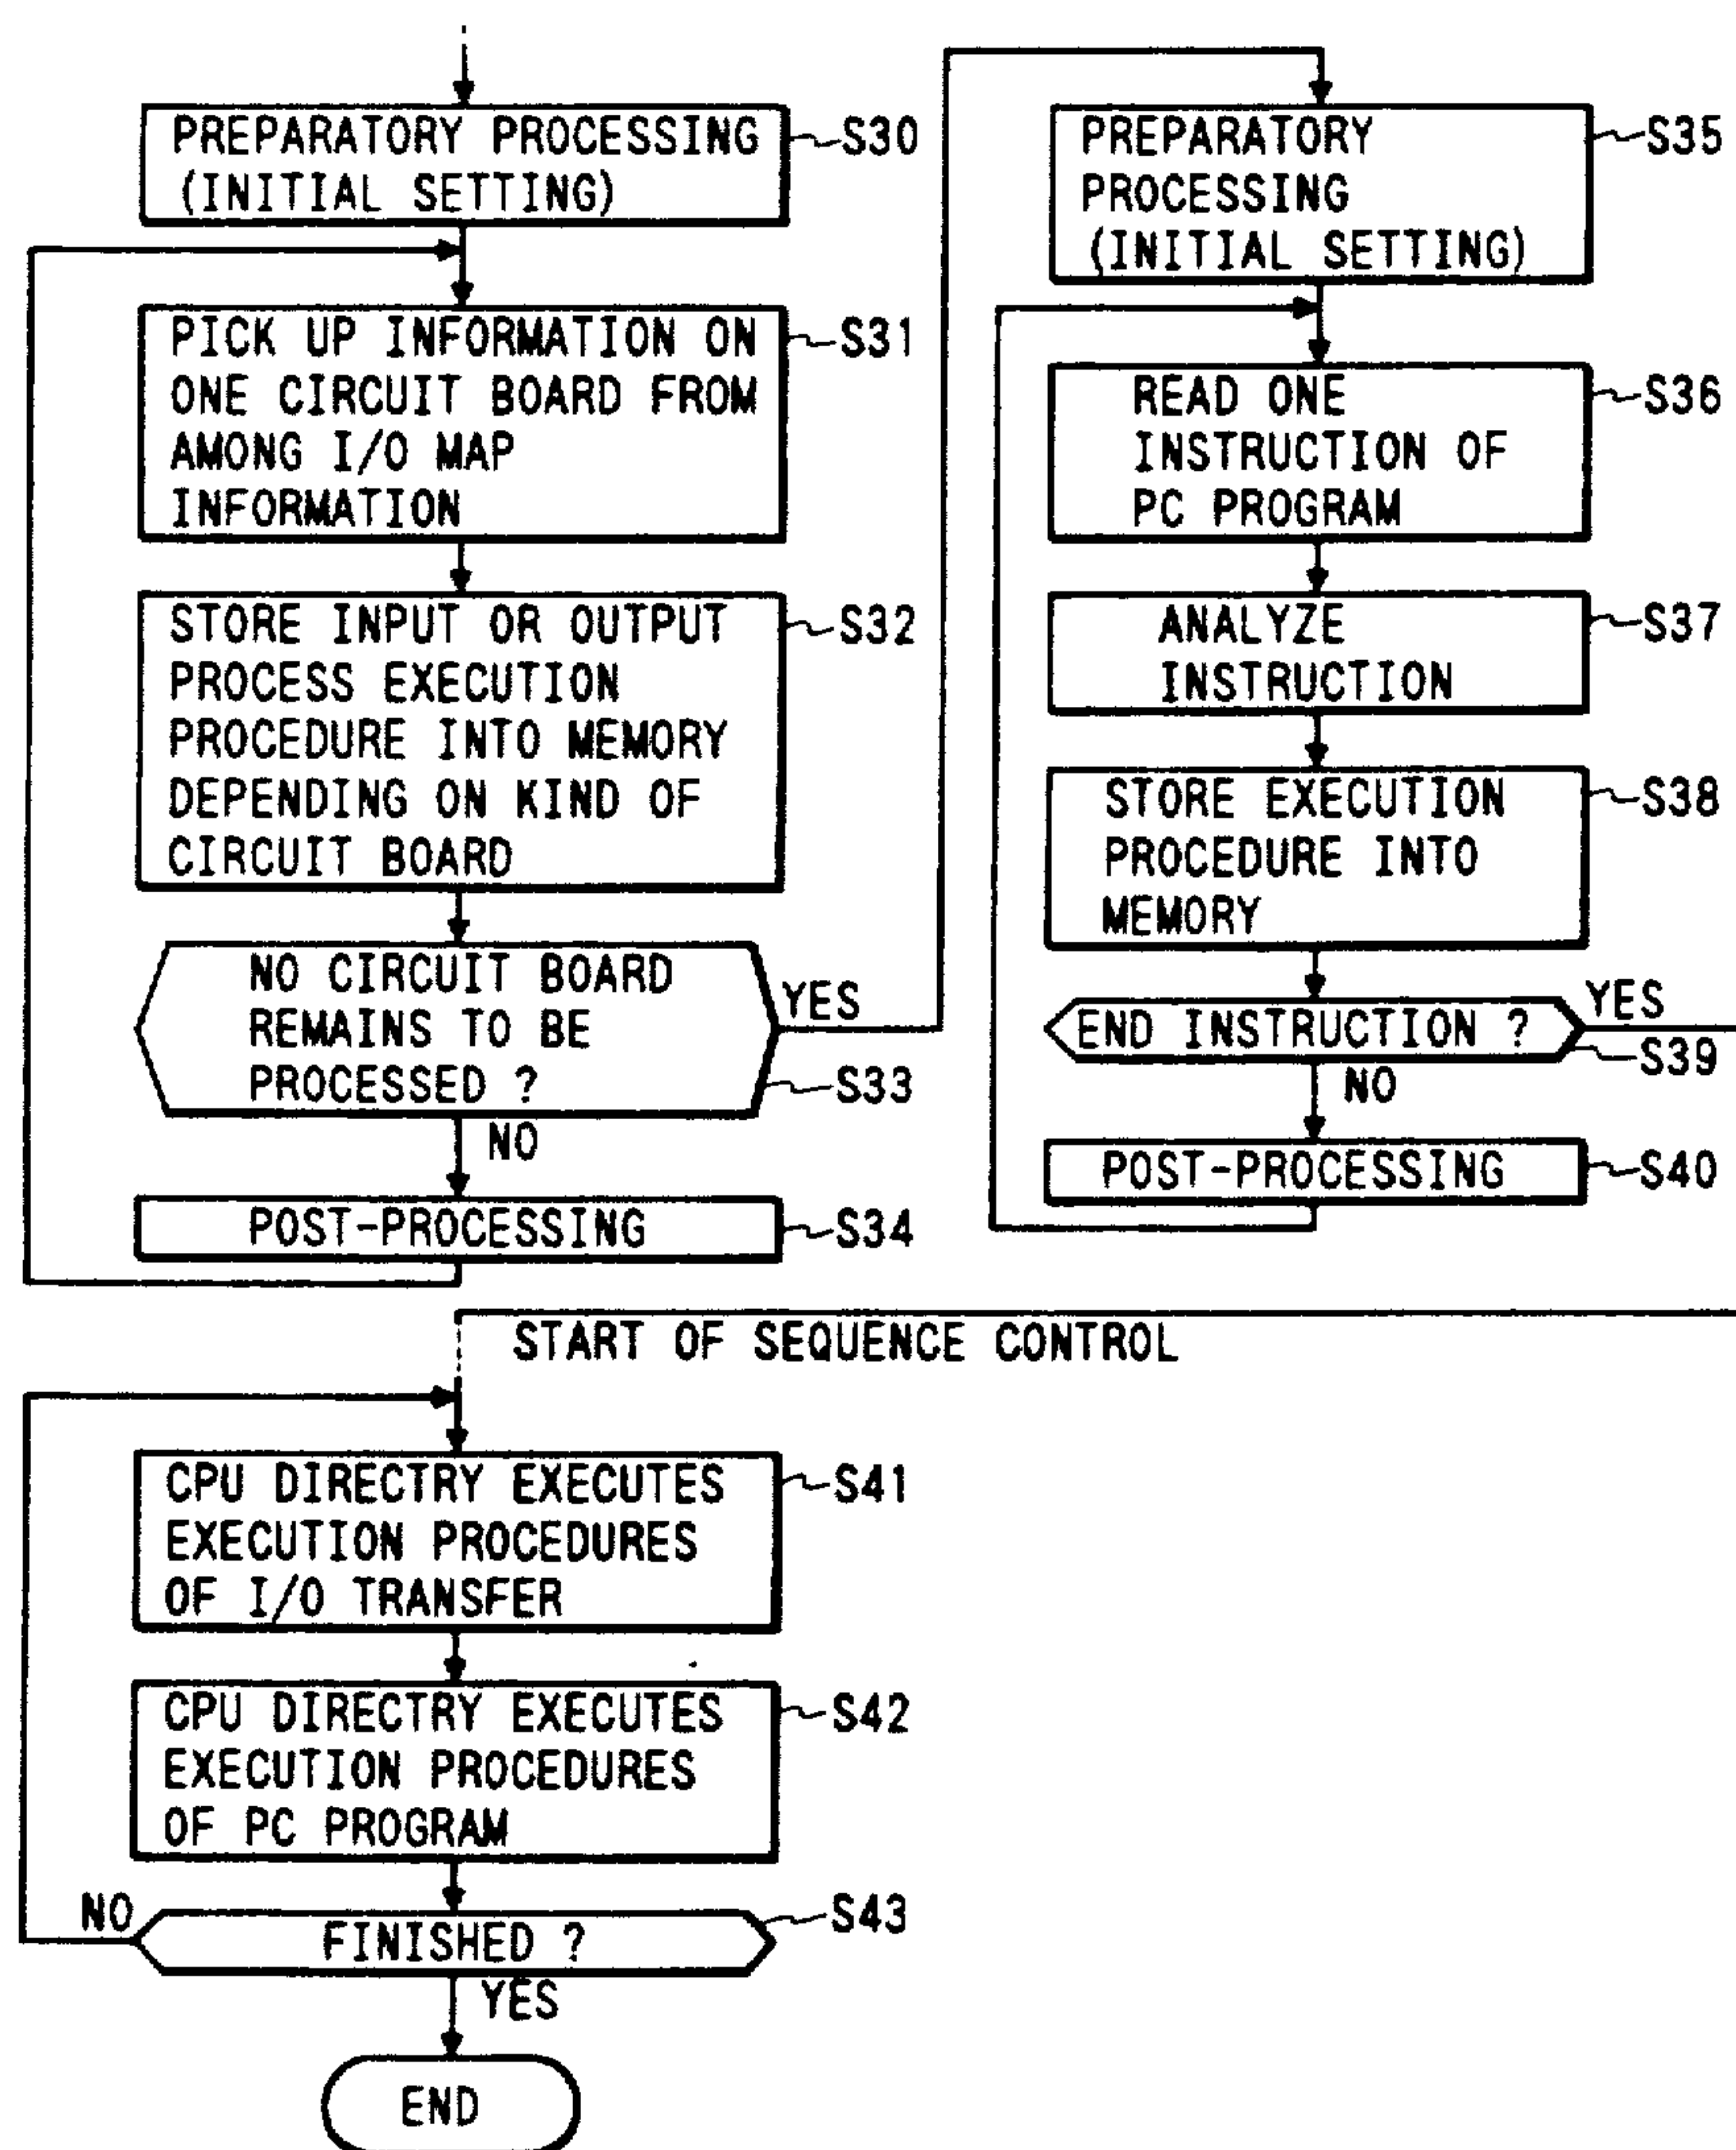 PREPARATORY PROCESSING
(INITIAL SETTING)
S30
PICK UP INFORMATION ON
ONE CIRCUIT BOARD FROM
AMONG I/O MAP
INFORMATION
S31
STORE INPUT OR OUTPUT
PROCESS EXECUTION
PROCEDURE INTO MEMORY
DEPENDING ON KIND OF
CIRCUIT BOARD
S32
NO CIRCUIT BOARD
REMAINS TO BE
PROCESSED ?
YES
S33
NO
POST-PROCESSING
S34
PREPARATORY
PROCESSING
(INITIAL SETTING)
S35
READ ONE
INSTRUCTION OF
PC PROGRAM
S36
ANALYZE
INSTRUCTION
S37
STORE EXECUTION
PROCEDURE INTO
MEMORY
S38
END INSTRUCTION ?
YES
S39
NO
POST-PROCESSING
S40
START OF SEQUENCE CONTROL
CPU DIRECTRY EXECUTES
EXECUTION PROCEDURES
OF I/O TRANSFER
S41
CPU DIRECTRY EXECUTES
EXECUTION PROCEDURES
OF PC PROGRAM
S42
NO
FINISHED ?
S43
YES
END